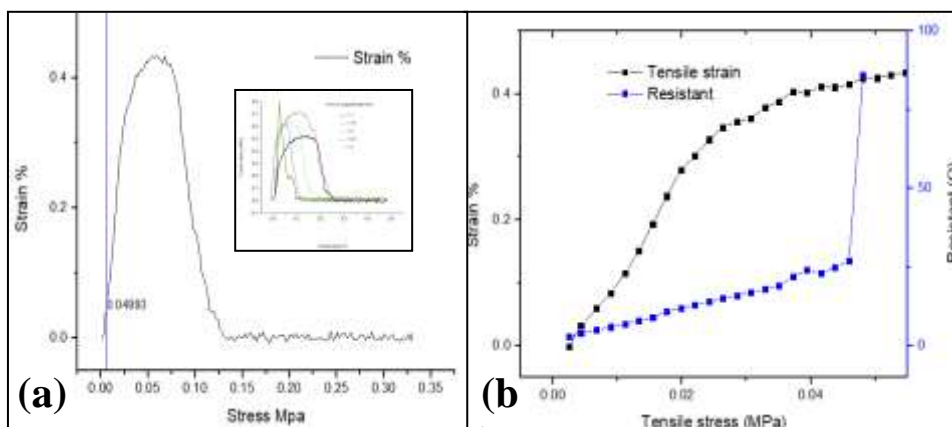 Strain %
0.4
0.2
0.0
Strain %
0.04993
0.00 0.05 0.10 0.15 0.20 0.25 0.30 0.35
Stress Mpa
(a)
100
50
0
Tensile strain
Resistant
0.4
0.2
0.0
Strain %
0.00 0.02 0.04
Tensile stress (MPa)
(b)